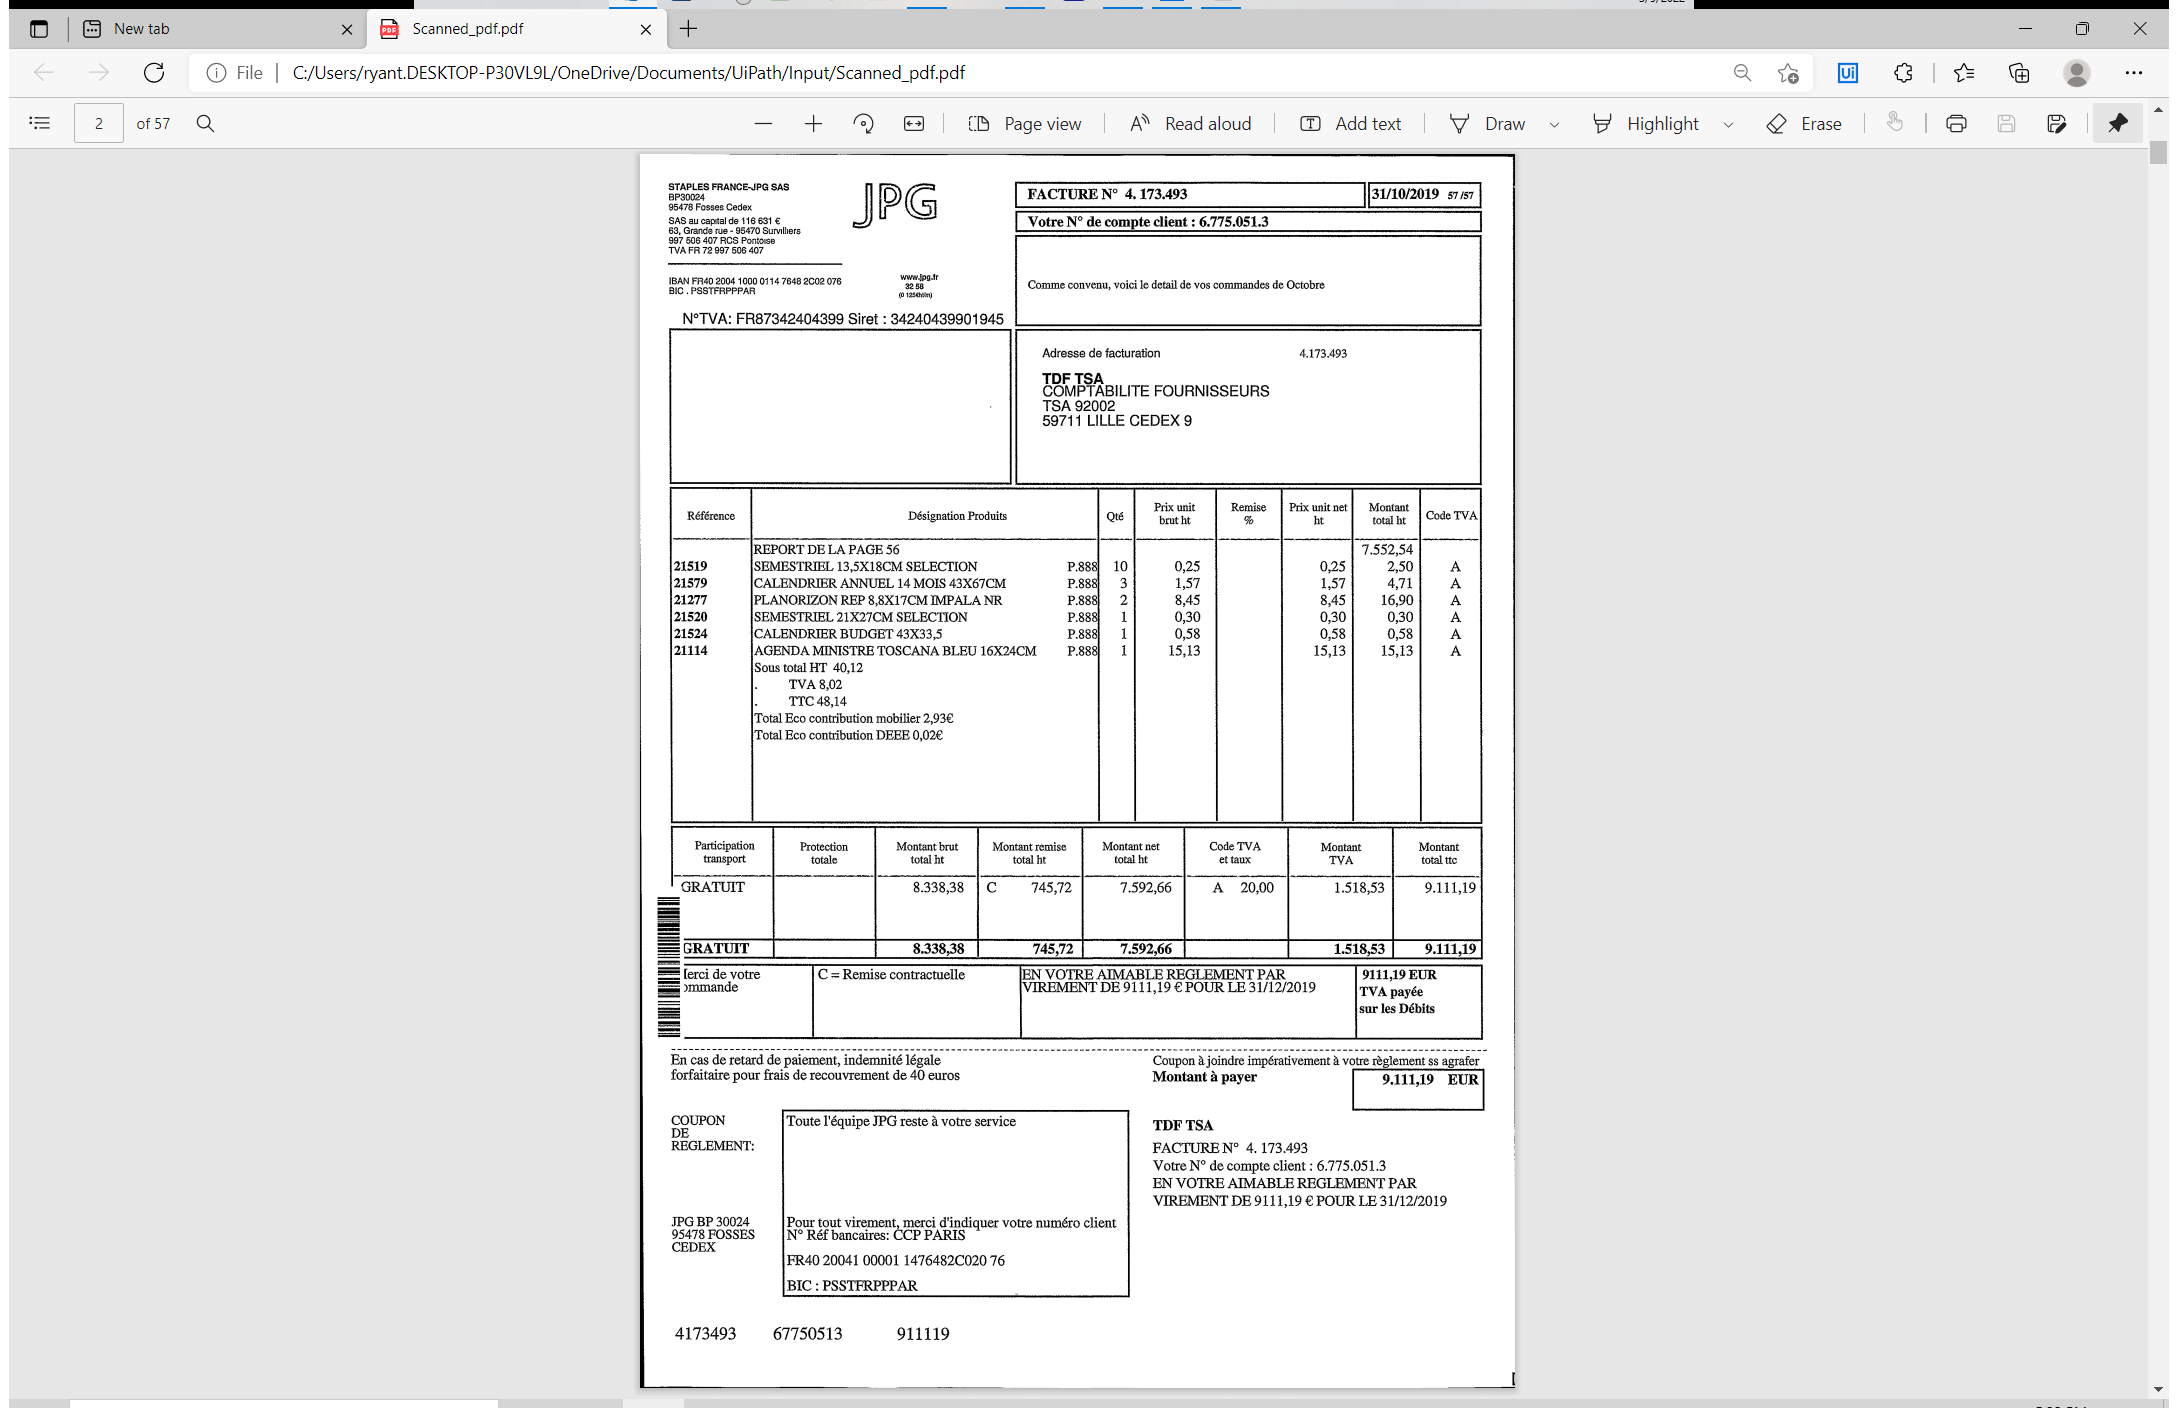 New tab
Scanned_pdf.pdf
File C:/Users/ryant.DESKTOP-P30VL9L/OneDrive/Documents/UiPath/Input/Scanned_pdf.pdf
2 of 57 Page view Read aloud Add text Draw Highlight Erase
STAPLES FRANCE-JPG SAS
BP30024
95478 Fosses Cedex
SAS au capital de 116 631 €
63, Grande rue - 95470 Survilliers
997 506 407 RCS Pontoise
TVA FR 72 997 506 407
JPG
IBAN FR40 2004 1000 0114 7648 2C02 076
BIC . PSSTFRPPPAR
www.jpg.fr
32 58
N°TVA: FR87342404399 Siret : 34240439901945
FACTURE N° 4. 173.493 31/10/2019 57 /57
Votre N° de compte client : 6.775.051.3
Comme convenu, voici le detail de vos commandes de Octobre
Adresse de facturation 4.173.493
TDF TSA
COMPTABILITE FOURNISSEURS
TSA 92002
59711 LILLE CEDEX 9
Référence Désignation Produits Qté Prix unit brut ht Remise % Prix unit net ht Montant total ht Code TVA
REPORT DE LA PAGE 56 7.552,54
21519 SEMESTRIEL 13,5X18CM SELECTION P.888 10 0,25 0,25 2,50 A
21579 CALENDRIER ANNUEL 14 MOIS 43X67CM P.888 3 1,57 1,57 4,71 A
21277 PLANORIZON REP 8,8X17CM IMPALA NR P.888 2 8,45 8,45 16,90 A
21520 SEMESTRIEL 21X27CM SELECTION P.888 1 0,30 0,30 0,30 A
21524 CALENDRIER BUDGET 43X33,5 P.888 1 0,58 0,58 0,58 A
21114 AGENDA MINISTRE TOSCANA BLEU 16X24CM P.888 1 15,13 15,13 15,13 A
Sous total HT 40,12
. TVA 8,02
. TTC 48,14
Total Eco contribution mobilier 2,93€
Total Eco contribution DEEE 0,02€
Participation transport Protection totale Montant brut total ht Montant remise total ht Montant net total ht Code TVA et taux Montant TVA Montant total ttc
GRATUIT 8.338,38 C 745,72 7.592,66 A 20,00 1.518,53 9.111,19
GRATUIT 8.338,38 745,72 7.592,66 1.518,53 9.111,19
erci de votre
ommande
C = Remise contractuelle
EN VOTRE AIMABLE REGLEMENT PAR
VIREMENT DE 9111,19 € POUR LE 31/12/2019
9111,19 EUR
TVA payée
sur les Débits
En cas de retard de paiement, indemnité légale
forfaitaire pour frais de recouvrement de 40 euros
Coupon à joindre impérativement à votre règlement ss agrafer
Montant à payer 9.111,19 EUR
COUPON
DE
REGLEMENT:
Toute l'équipe JPG reste à votre service
TDF TSA
FACTURE N° 4. 173.493
Votre N° de compte client : 6.775.051.3
EN VOTRE AIMABLE REGLEMENT PAR
VIREMENT DE 9111,19 € POUR LE 31/12/2019
JPG BP 30024
95478 FOSSES
CEDEX
Pour tout virement, merci d'indiquer votre numéro client
N° Réf bancaires: CCP PARIS
FR40 20041 00001 1476482C020 76
BIC : PSSTFRPPPAR
4173493 67750513 911119